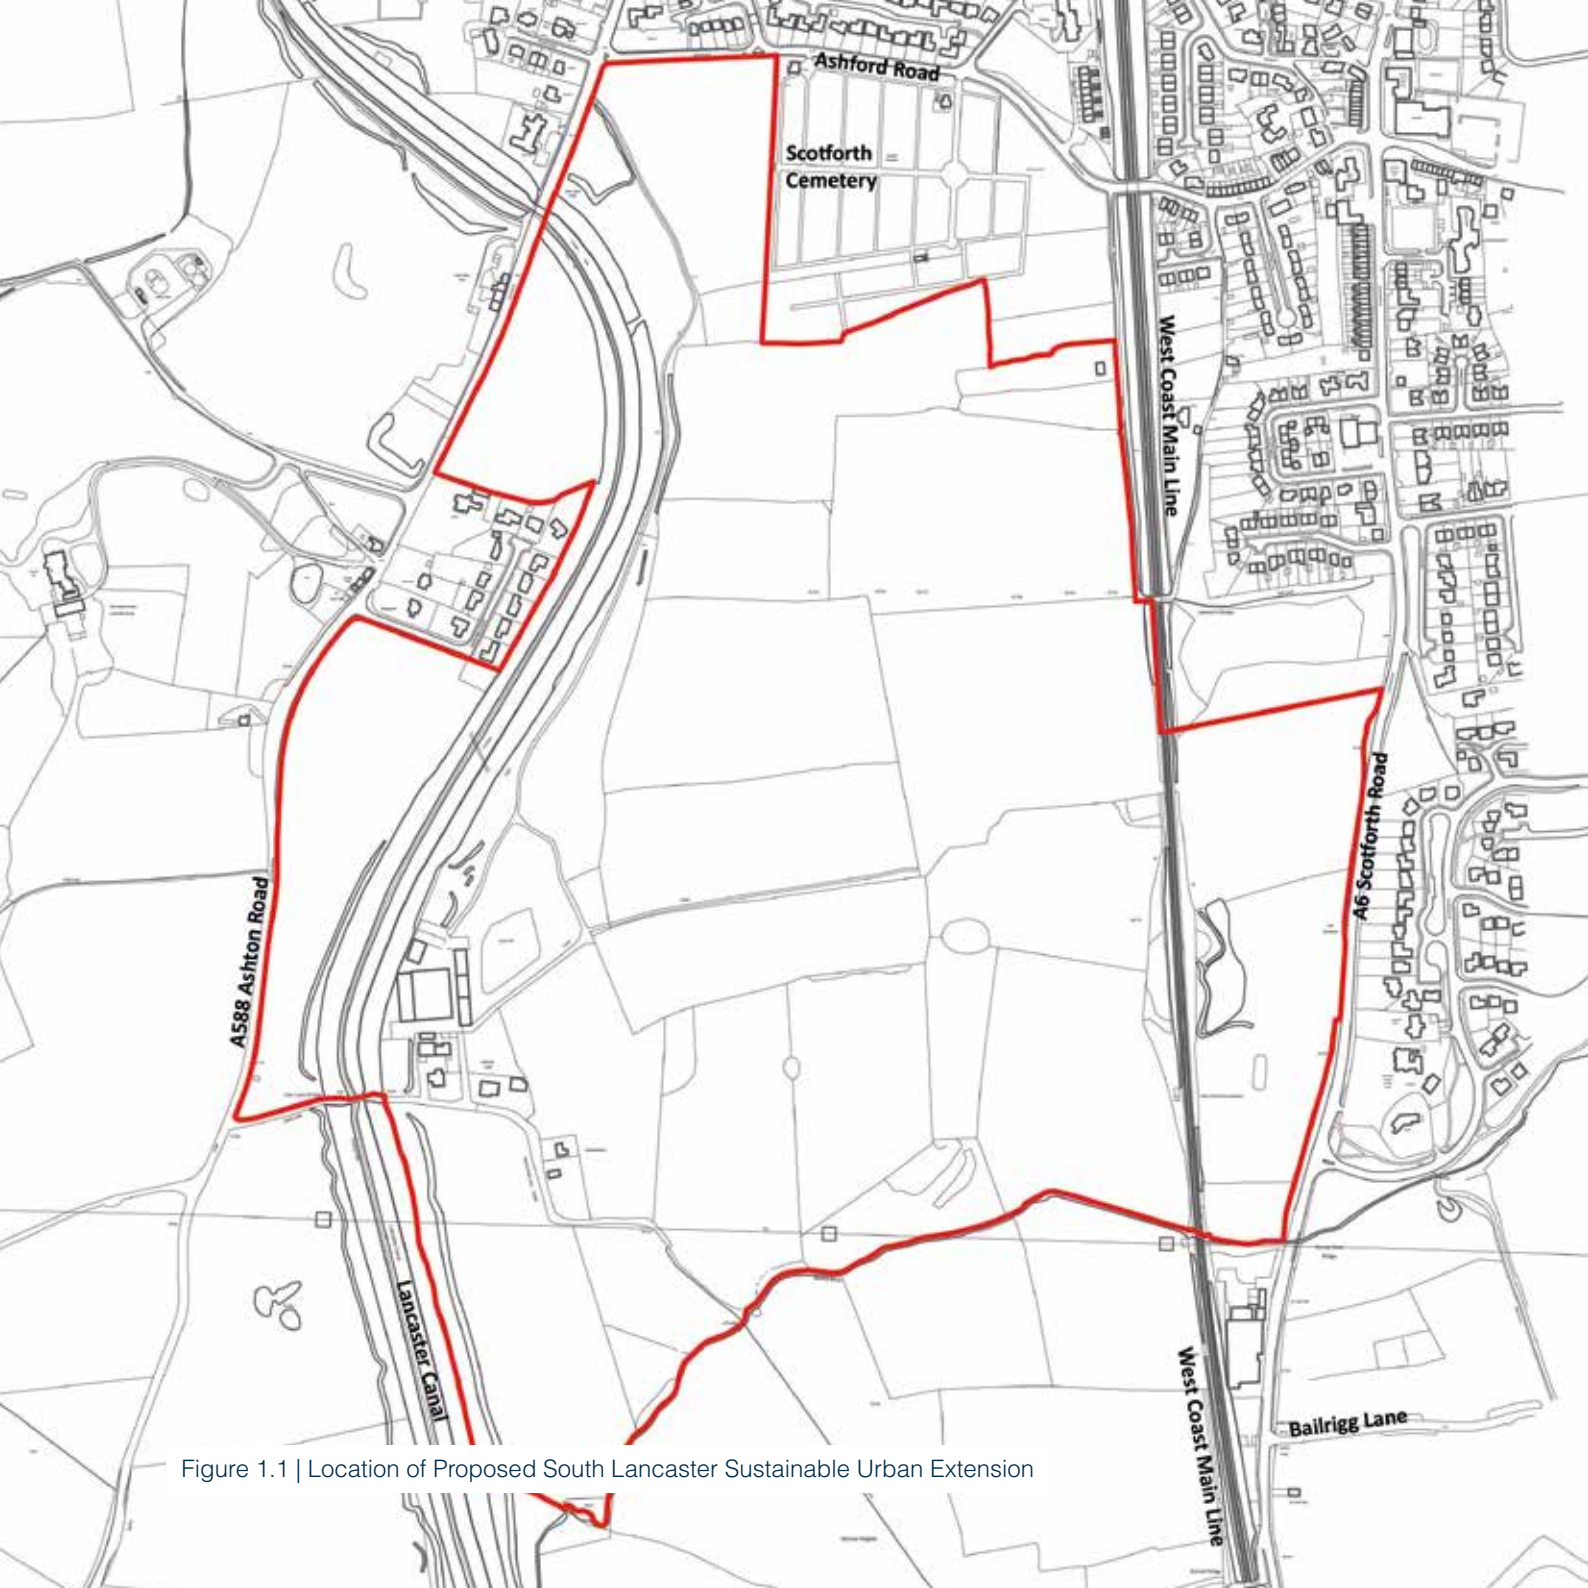 Ashford Road
Scotforth
Cemetery
West Coast Main Line
A6 Scotforth Road
A588 Ashton Road
Lancaster Canal
West Coast Main Line
Bailrigg Lane
Figure 1.1 | Location of Proposed South Lancaster Sustainable Urban Extension